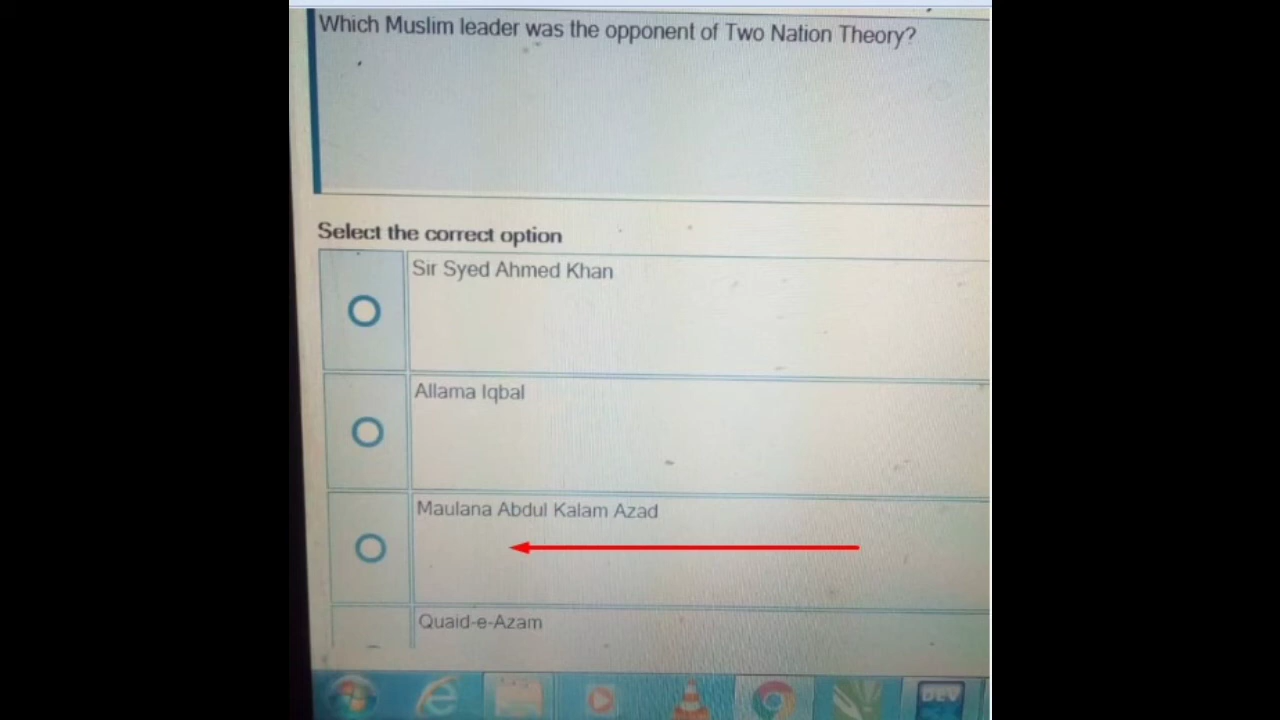 Which Muslim leader was the opponent of Two Nation Theory?
Select the correct option
Sir Syed Ahmed Khan
Allama Iqbal
Maulana Abdul Kalam Azad
Quaid-e-Azam
DEV